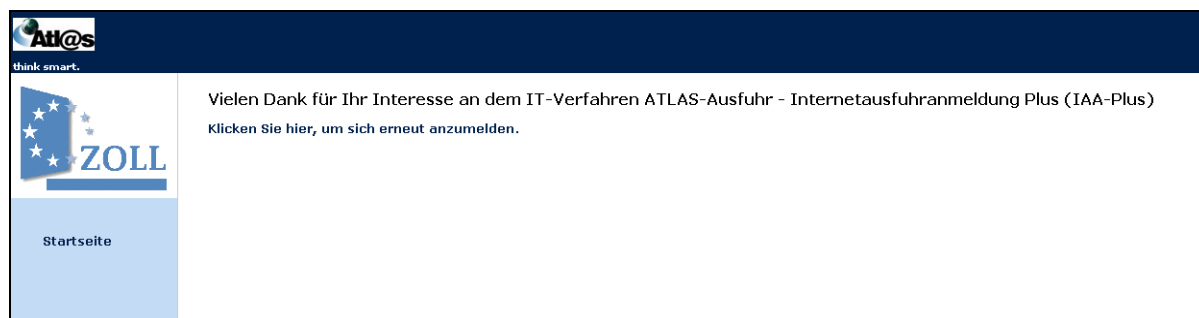 Atl@s
think smart.
Vielen Dank für Ihr Interesse an dem IT-Verfahren ATLAS-Ausfuhr - Internetausfuhranmeldung Plus (IAA-Plus)
Klicken Sie hier, um sich erneut anzumelden.
ZOLL
Startseite